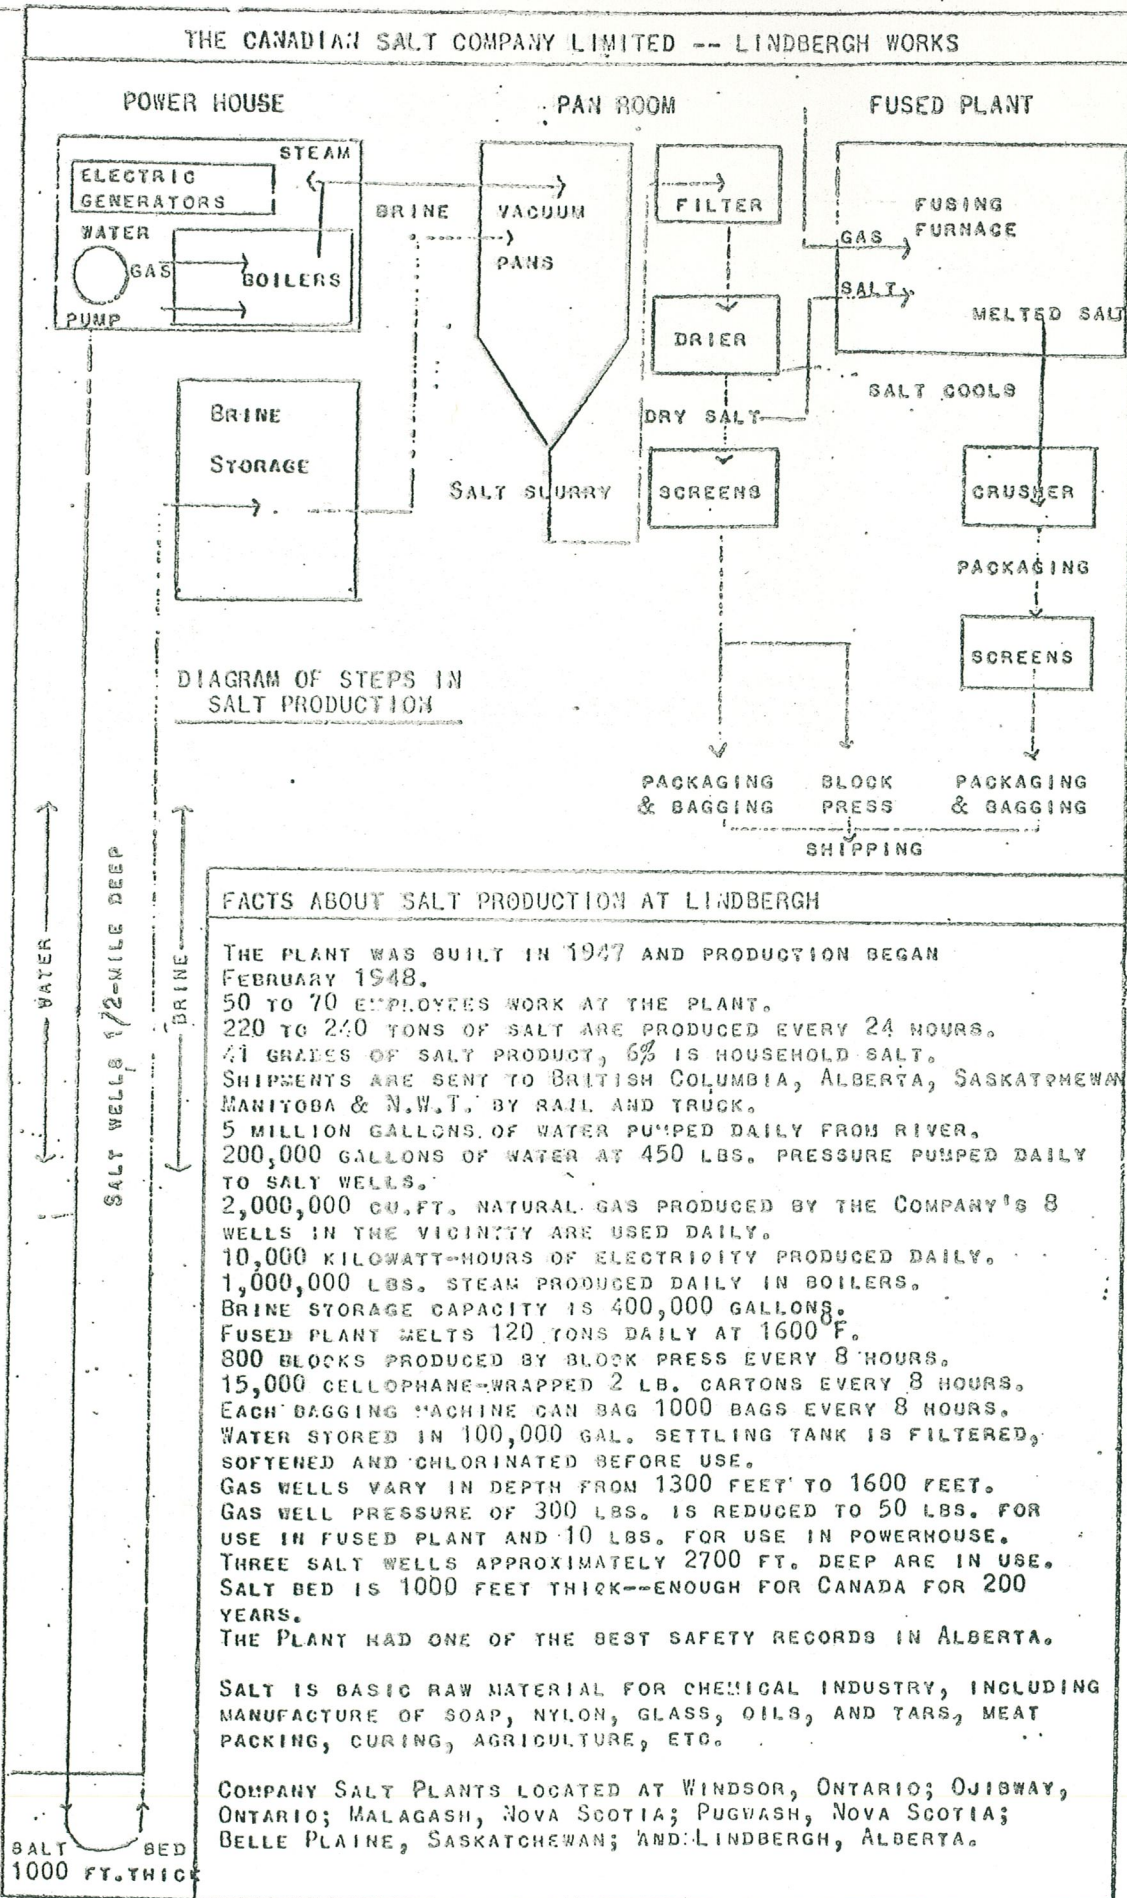 THE CANADIAN SALT COMPANY LIMITED -- LINDBERGH WORKS
POWER HOUSE
PAN ROOM
FUSED PLANT
STEAM
ELECTRIC
GENERATORS
WATER
GAS
BOILERS
PUMP
BRINE
VACUUM
PANS
FILTER
FUSING
FURNACE
GAS
SALT
MELTED SALT
DRIER
SALT COOLS
BRINE
STORAGE
DRY SALT
SALT SLURRY
SCREENS
CRUSHER
PACKAGING
SCREENS
DIAGRAM OF STEPS IN
SALT PRODUCTION
PACKAGING
& BAGGING
BLOCK
PRESS
PACKAGING
& BAGGING
SHIPPING
WATER
SALT WELLS 1/2-MILE DEEP
BRINE
FACTS ABOUT SALT PRODUCTION AT LINDBERGH
THE PLANT WAS BUILT IN 1947 AND PRODUCTION BEGAN
FEBRUARY 1948.
50 TO 70 EMPLOYEES WORK AT THE PLANT.
220 TO 240 TONS OF SALT ARE PRODUCED EVERY 24 HOURS.
41 GRADES OF SALT PRODUCT, 6% IS HOUSEHOLD SALT.
SHIPMENTS ARE SENT TO BRITISH COLUMBIA, ALBERTA, SASKATOHEWAN
MANITOBA & N.W.T. BY RAIL AND TRUCK.
5 MILLION GALLONS OF WATER PUMPED DAILY FROM RIVER.
200,000 GALLONS OF WATER AT 450 LBS. PRESSURE PUMPED DAILY
TO SALT WELLS.
2,000,000 CU.FT. NATURAL GAS PRODUCED BY THE COMPANY'S 8
WELLS IN THE VICINITY ARE USED DAILY.
10,000 KILOWATT-HOURS OF ELECTRICITY PRODUCED DAILY.
1,000,000 LBS. STEAM PRODUCED DAILY IN BOILERS.
BRINE STORAGE CAPACITY IS 400,000 GALLONS.
FUSED PLANT MELTS 120 TONS DAILY AT 1600°F.
800 BLOCKS PRODUCED BY BLOCK PRESS EVERY 8 HOURS.
15,000 CELLOPHANE-WRAPPED 2 LB. CARTONS EVERY 8 HOURS.
EACH BAGGING MACHINE CAN BAG 1000 BAGS EVERY 8 HOURS.
WATER STORED IN 100,000 GAL. SETTLING TANK IS FILTERED,
SOFTENED AND CHLORINATED BEFORE USE.
GAS WELLS VARY IN DEPTH FROM 1300 FEET TO 1600 FEET.
GAS WELL PRESSURE OF 300 LBS. IS REDUCED TO 50 LBS. FOR
USE IN FUSED PLANT AND 10 LBS. FOR USE IN POWERHOUSE.
THREE SALT WELLS APPROXIMATELY 2700 FT. DEEP ARE IN USE.
SALT BED IS 1000 FEET THICK--ENOUGH FOR CANADA FOR 200
YEARS.
THE PLANT HAD ONE OF THE BEST SAFETY RECORDS IN ALBERTA.
SALT IS BASIC RAW MATERIAL FOR CHEMICAL INDUSTRY, INCLUDING
MANUFACTURE OF SOAP, NYLON, GLASS, OILS, AND TARS, MEAT
PACKING, CURING, AGRICULTURE, ETC.
COMPANY SALT PLANTS LOCATED AT WINDSOR, ONTARIO; OJIBWAY,
ONTARIO; MALAGASH, NOVA SCOTIA; PUGWASH, NOVA SCOTIA;
BELLE PLAINE, SASKATCHEWAN; AND LINDBERGH, ALBERTA.
SALT BED
1000 FT.THICK